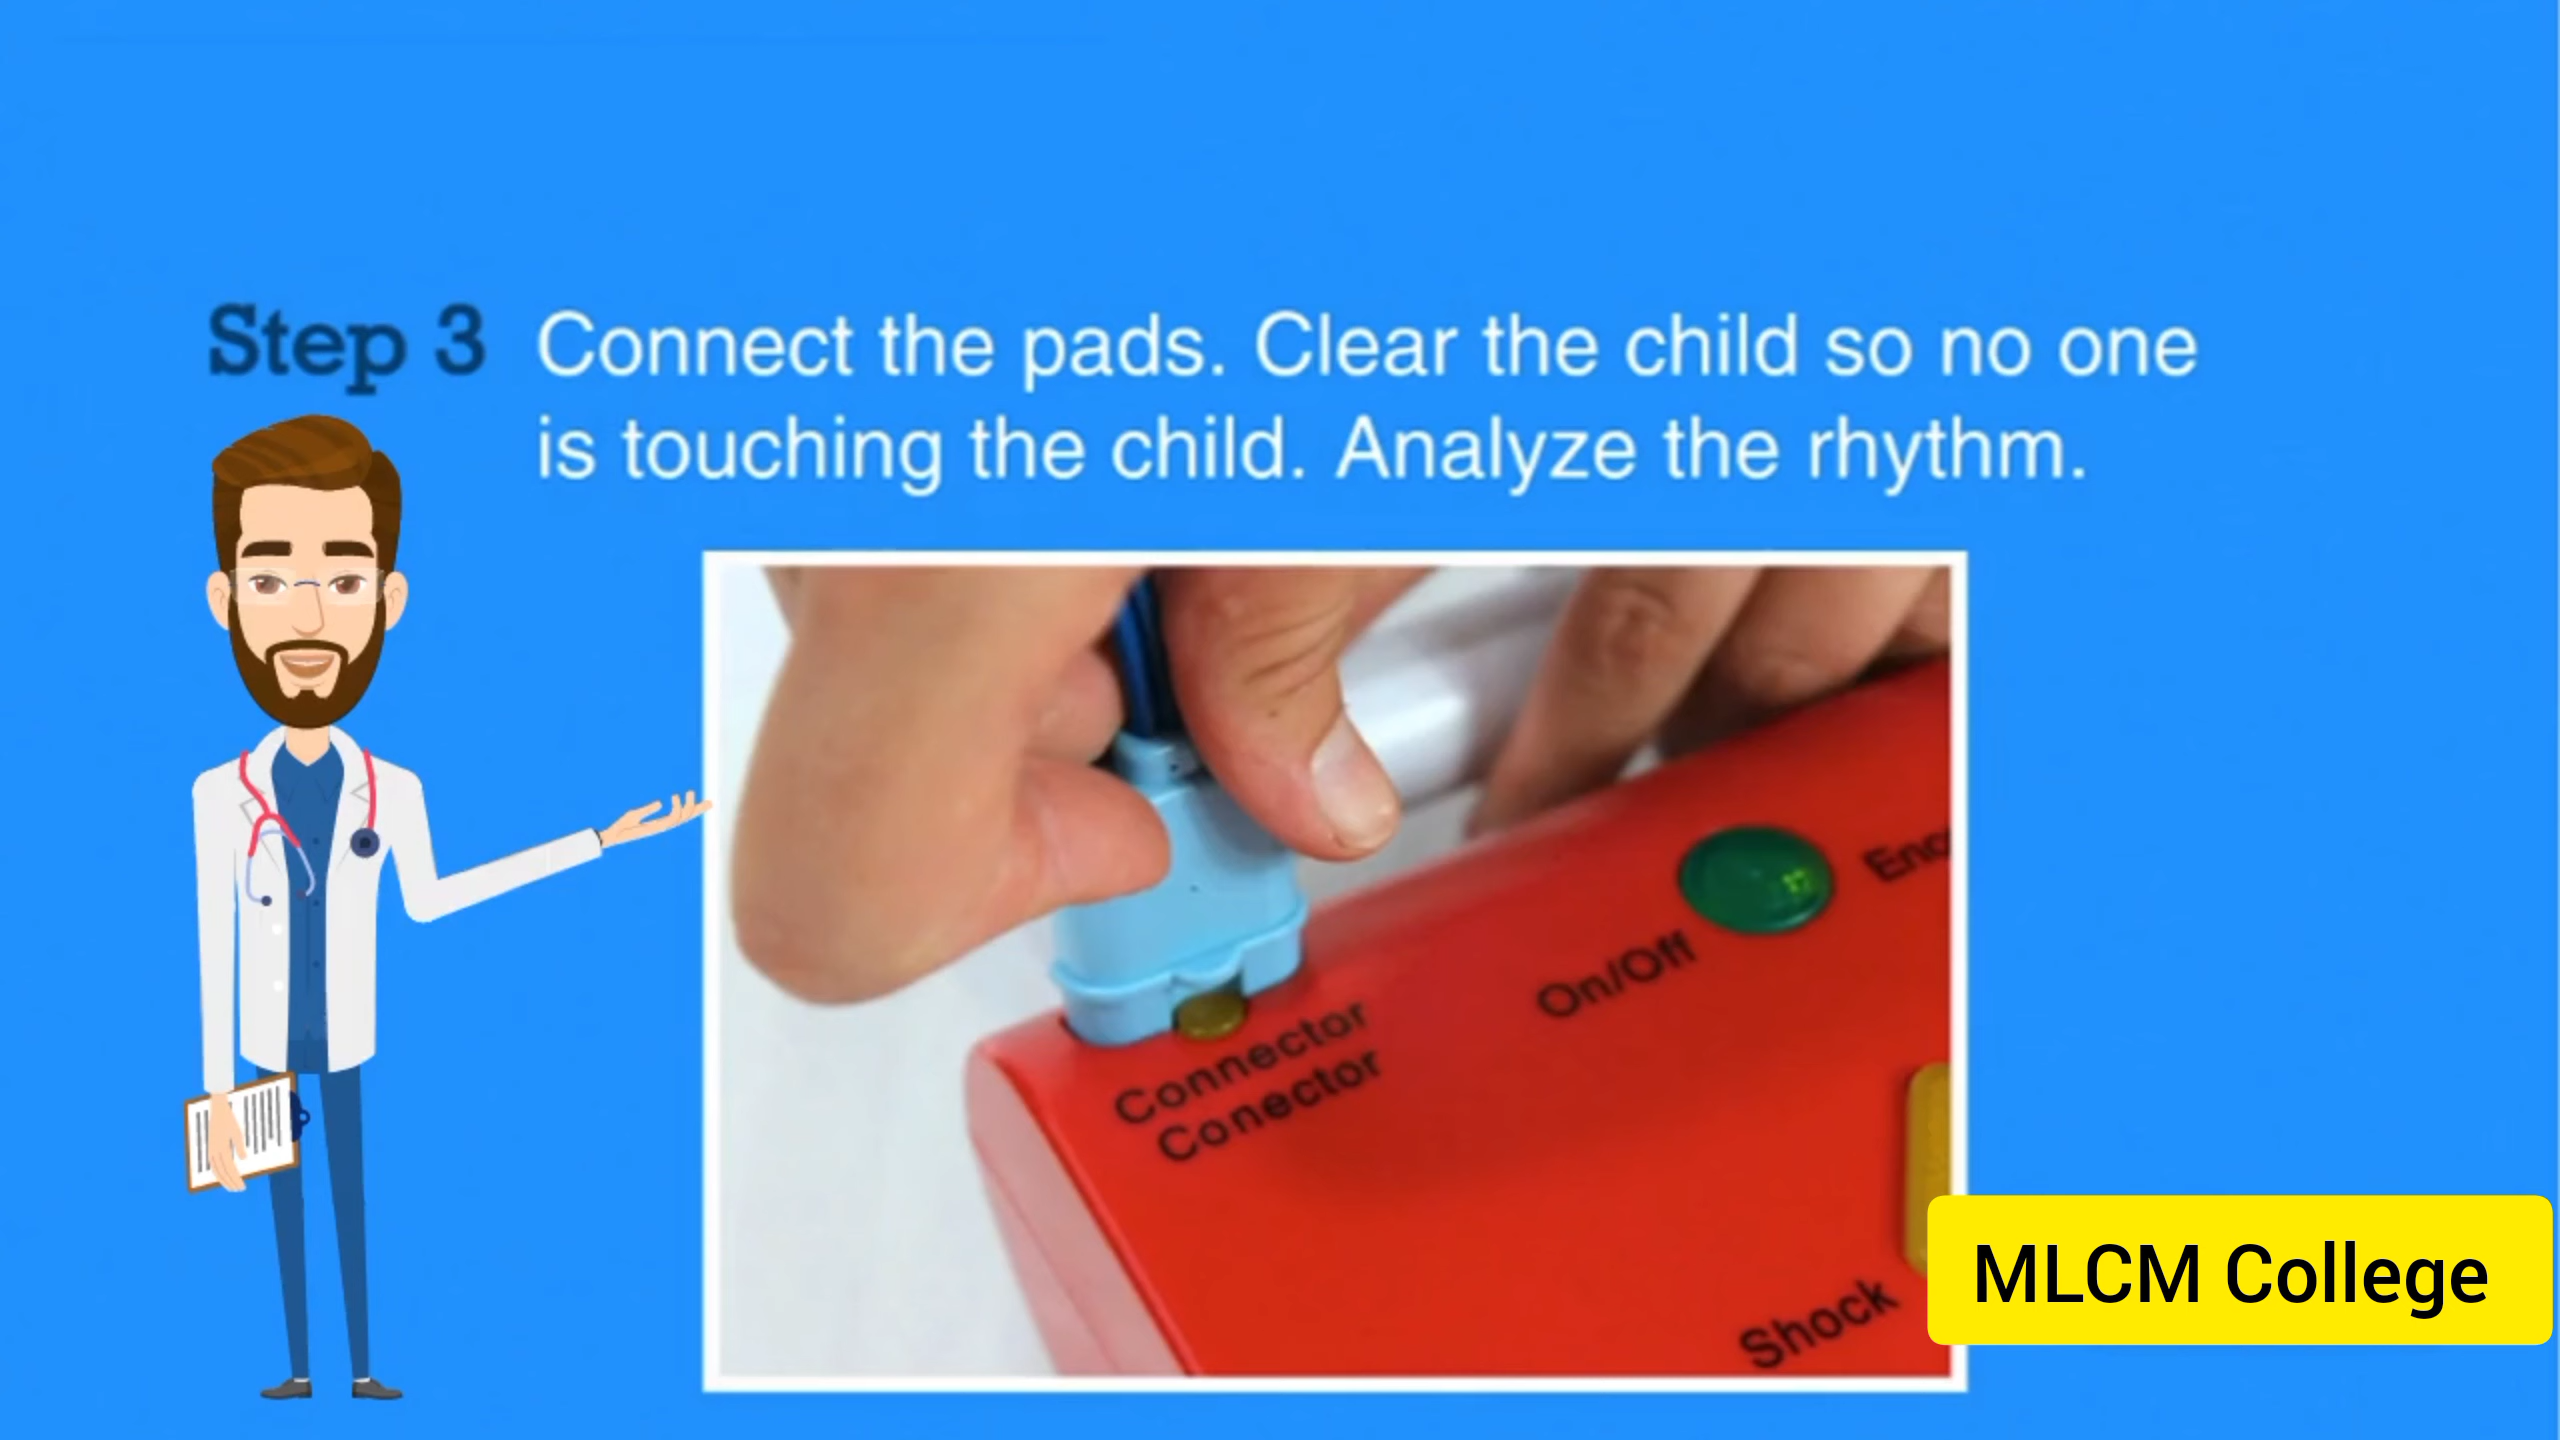 Step 3 Connect the pads. Clear the child so no one
is touching the child. Analyze the rhythm.
On/Off
Connector
Conector
Shock
MLCM College